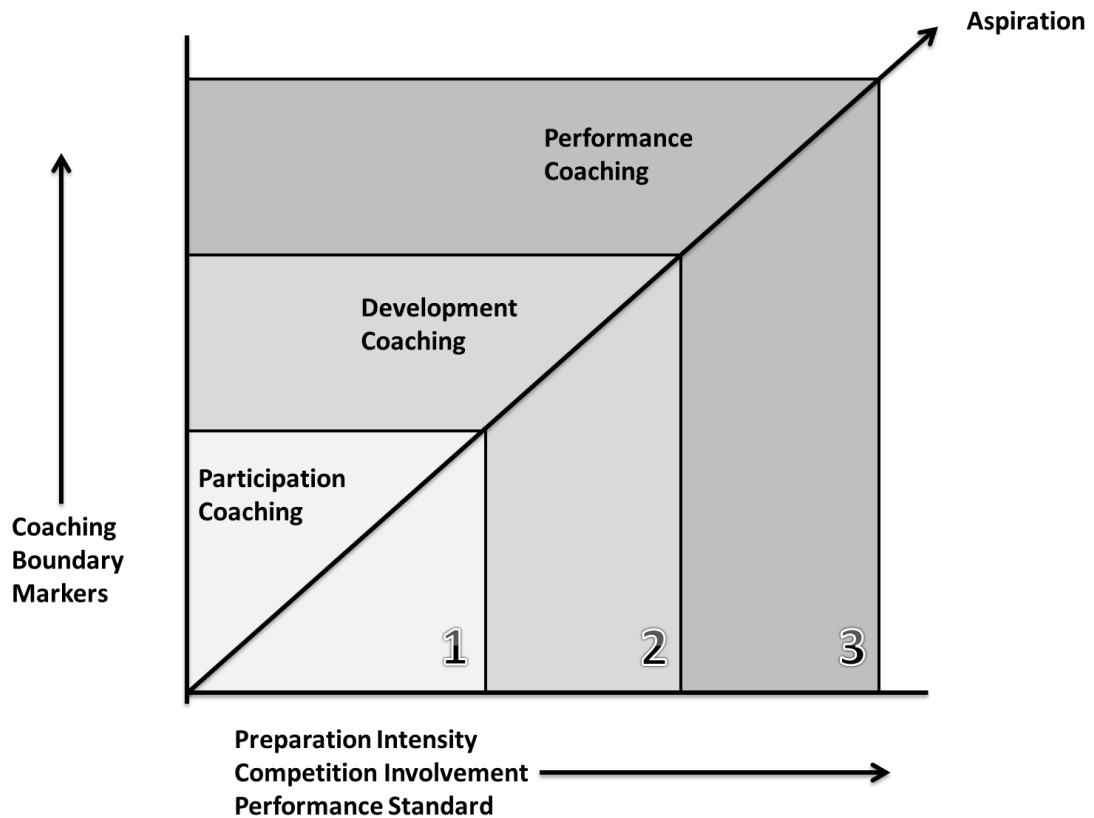 Aspiration
Performance
Coaching
Development
Coaching
Participation
Coaching
Coaching
Boundary
Markers
1
2
3
Preparation Intensity
Competition Involvement
Performance Standard